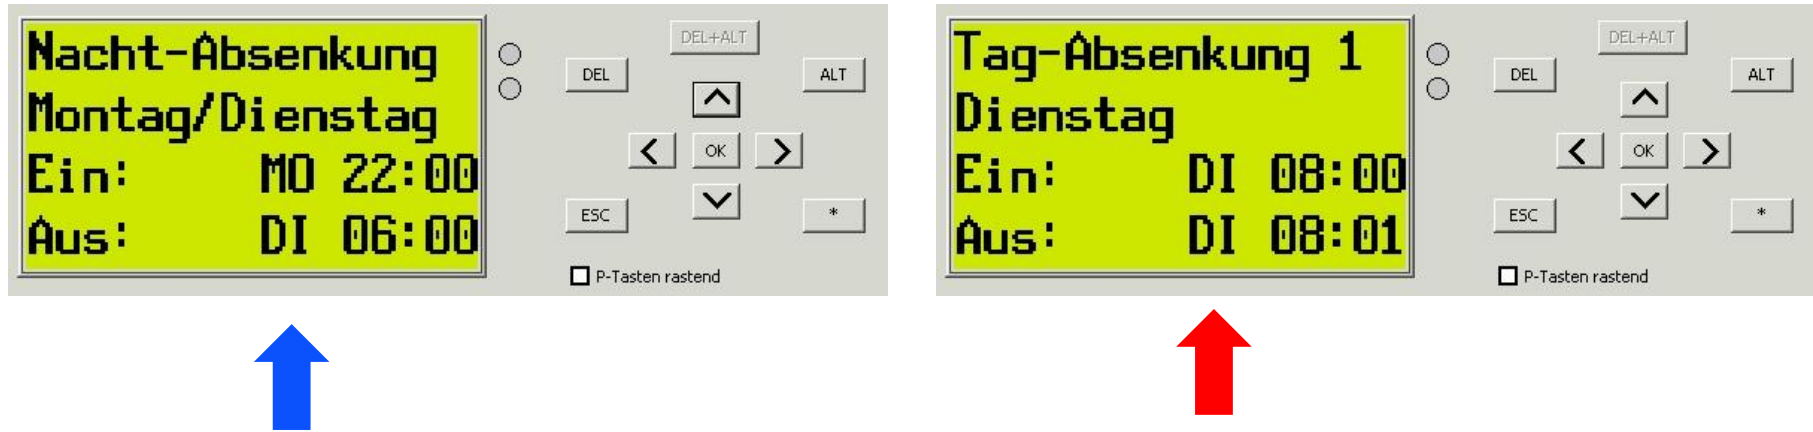 Nacht-Absenkung
Montag/Dienstag
Ein: MO 22:00
Aus: DI 06:00
DEL+ALT
DEL
ALT
OK
ESC
*
P-Tasten rastend
Tag-Absenkung 1
Dienstag
Ein: DI 08:00
Aus: DI 08:01
DEL+ALT
DEL
ALT
OK
ESC
*
P-Tasten rastend